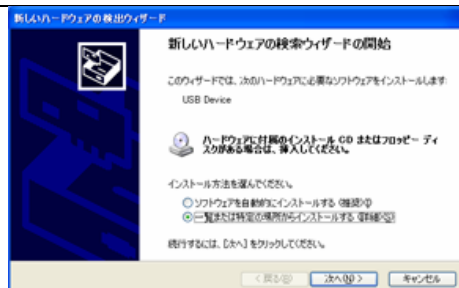 新しいハードウェアの検出ウィザード
新しいハードウェアの検索ウィザードの開始
このウィザードでは、次のハードウェアに必要なソフトウェアをインストールします:
USB Device
ハードウェアに付属のインストール CD またはフロッピー ディ
スクがある場合は、挿入してください。
インストール方法を選んでください。
ソフトウェアを自動的にインストールする (推奨)(I)
一覧または特定の場所からインストールする (詳細)(S)
続行するには、[次へ] をクリックしてください。
< 戻る(B) 次へ(N) > キャンセル